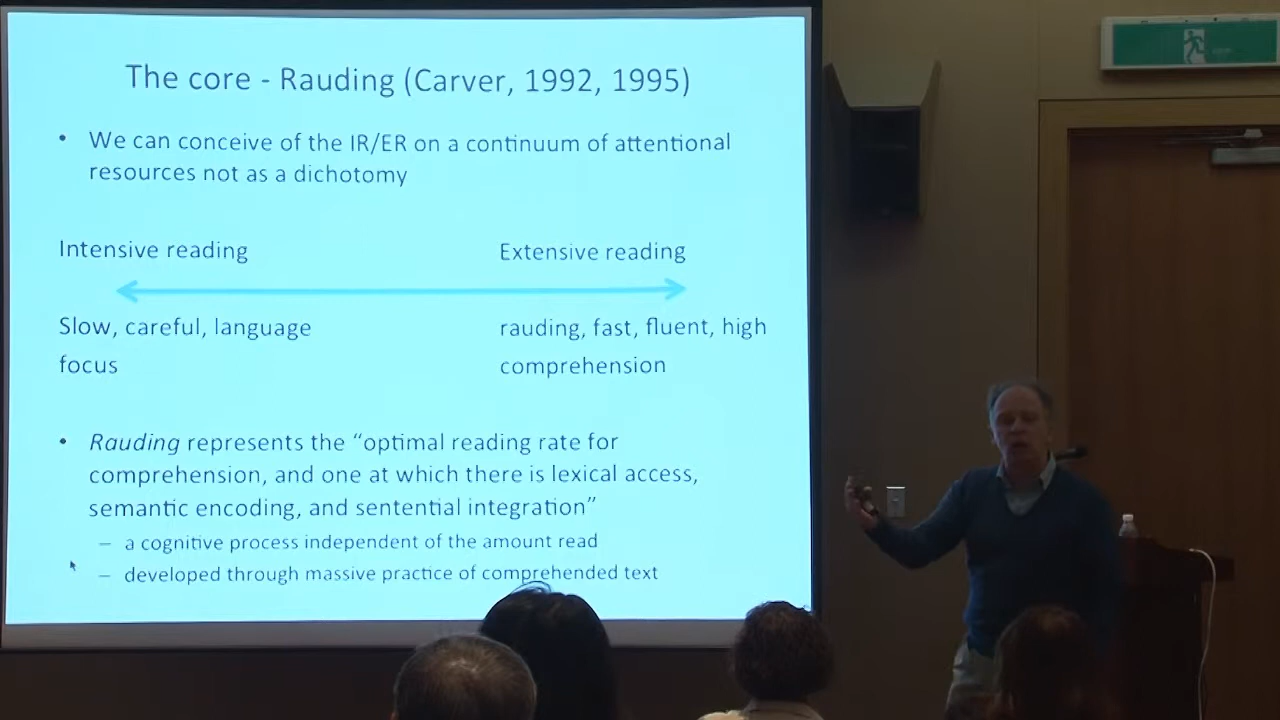 The core - Rauding (Carver, 1992, 1995)
• We can conceive of the IR/ER on a continuum of attentional
resources not as a dichotomy
Intensive reading
Extensive reading
Slow, careful, language
focus
rauding, fast, fluent, high
comprehension
• Rauding represents the “optimal reading rate for
comprehension, and one at which there is lexical access,
semantic encoding, and sentential integration”
– a cognitive process independent of the amount read
– developed through massive practice of comprehended text